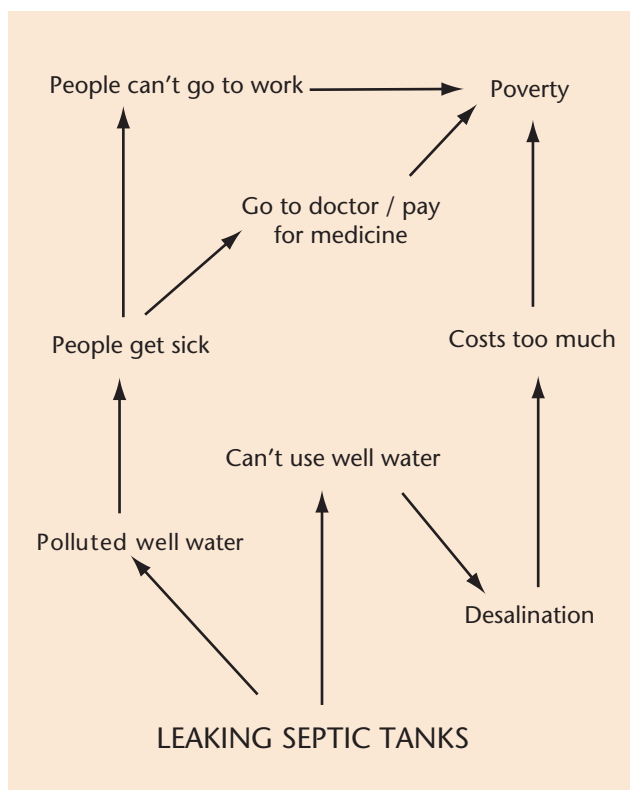 People can't go to work
Poverty
Go to doctor / pay
for medicine
People get sick
Costs too much
Can't use well water
Polluted well water
Desalination
LEAKING SEPTIC TANKS